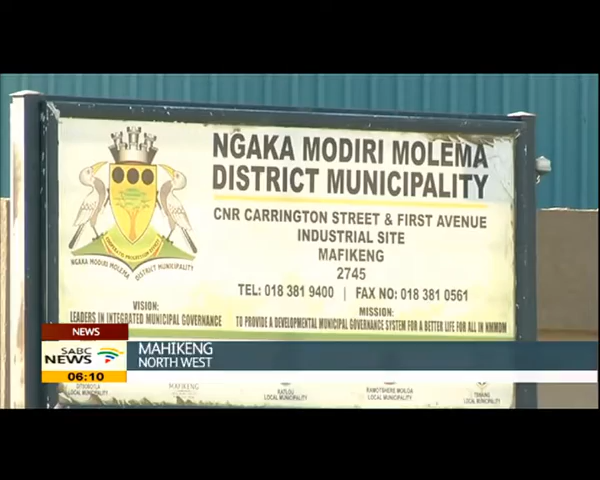 NGAKA MODIRI MOLEMA
DISTRICT MUNICIPALITY
CNR CARRINGTON STREET & FIRST AVENUE
INDUSTRIAL SITE
MAFIKENG
2745
TEL: 018 381 9400 | FAX NO: 018 381 0561
NGAKA MODIRI MOLEMA DISTRICT MUNICIPALITY
VISION:
LEADERS IN INTEGRATED MUNICIPAL GOVERNANCE
MISSION:
TO PROVIDE A DEVELOPMENTAL MUNICIPAL GOVERNANCE SYSTEM FOR A BETTER LIFE FOR ALL IN NMMDM
NEWS
SABC
NEWS
06:10
MAHIKENG
NORTH WEST
LOCAL MUNICIPALITY
MAFIKENG
RATLOU
LOCAL MUNICIPALITY
RAMOTSHERE MOILOA
LOCAL MUNICIPALITY
TSWAING
LOCAL MUNICIPALITY